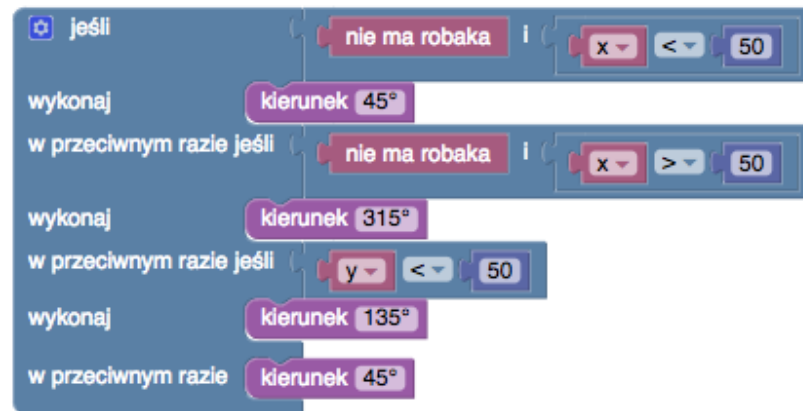 jeśli nie ma robaka i x < 50
wykonaj kierunek 45°
w przeciwnym razie jeśli nie ma robaka i x > 50
wykonaj kierunek 315°
w przeciwnym razie jeśli y < 50
wykonaj kierunek 135°
w przeciwnym razie kierunek 45°